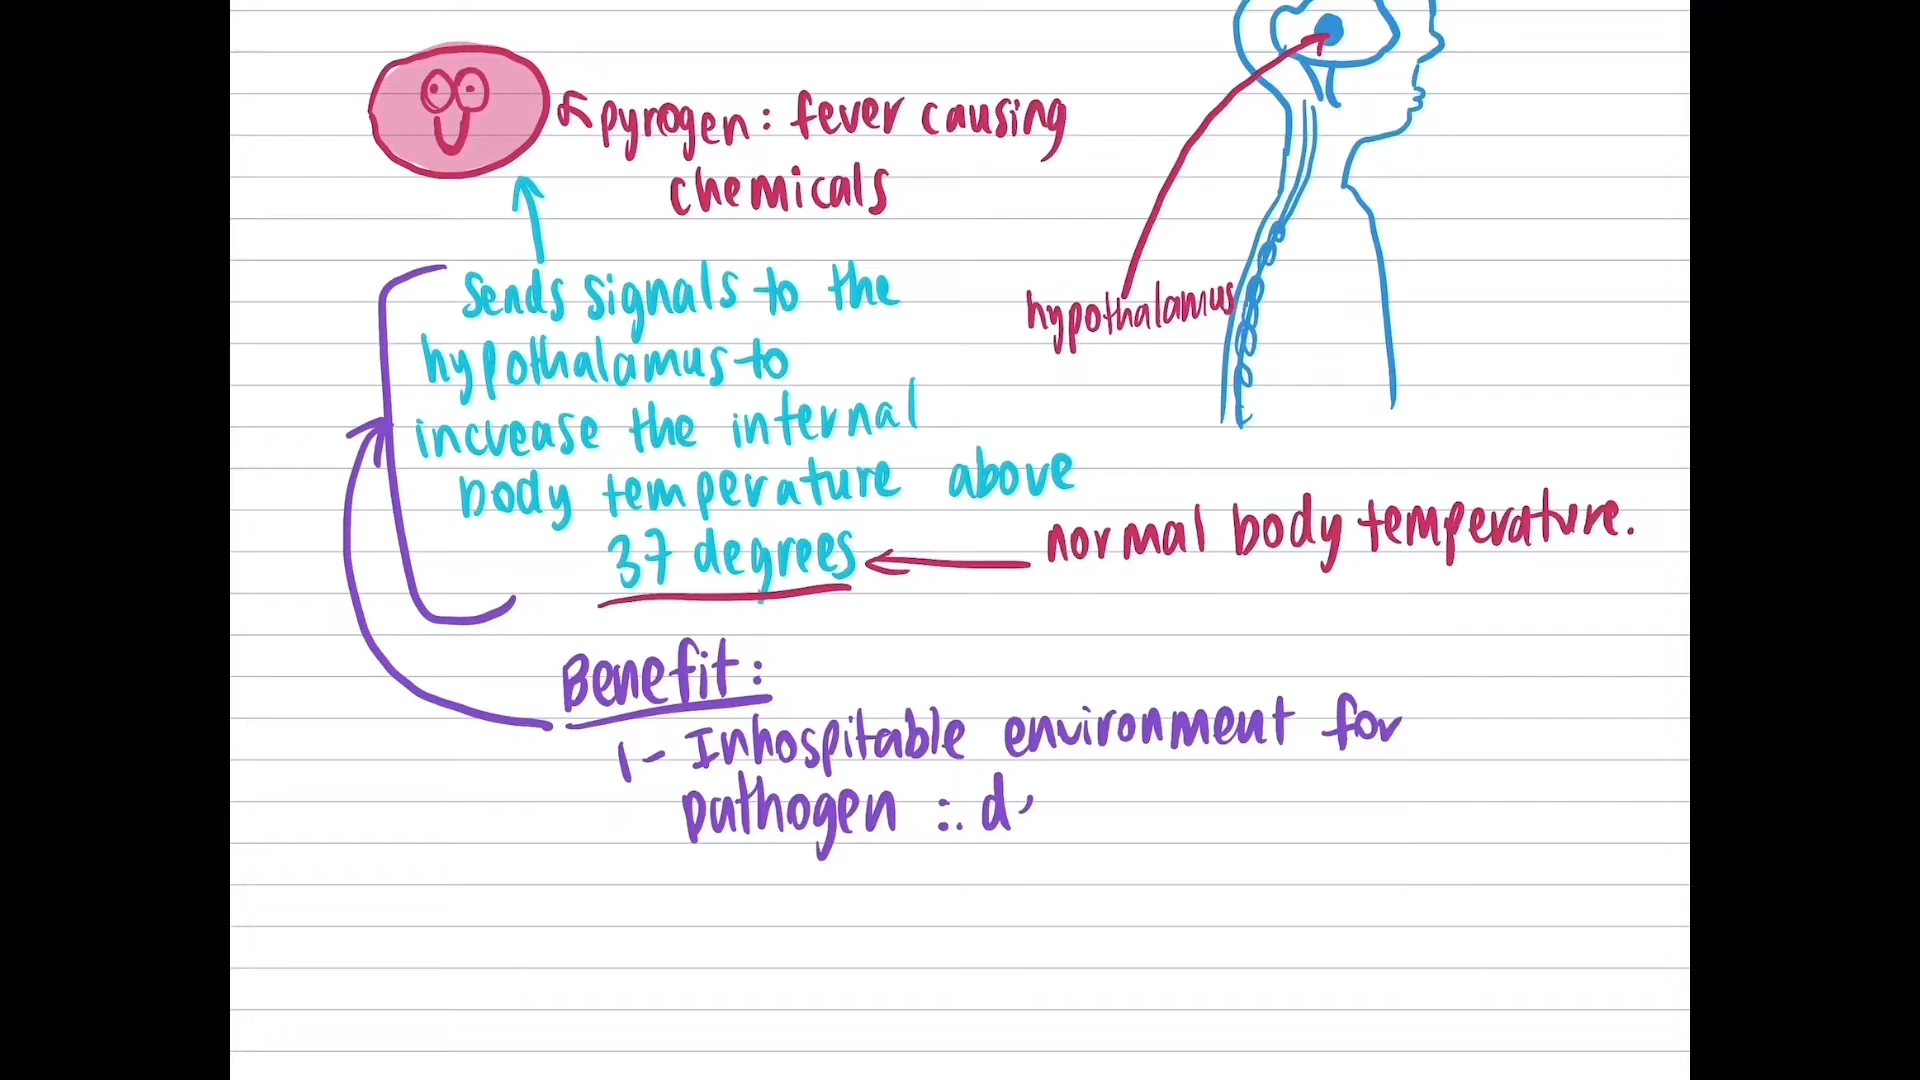 pyrogen: fever causing
chemicals
sends signals to the
hypothalamus to
increase the internal
body temperature above
37 degrees
hypothalamus
normal body temperature.
Benefit:
1- Inhospitable environment for
pathogen ∴ d